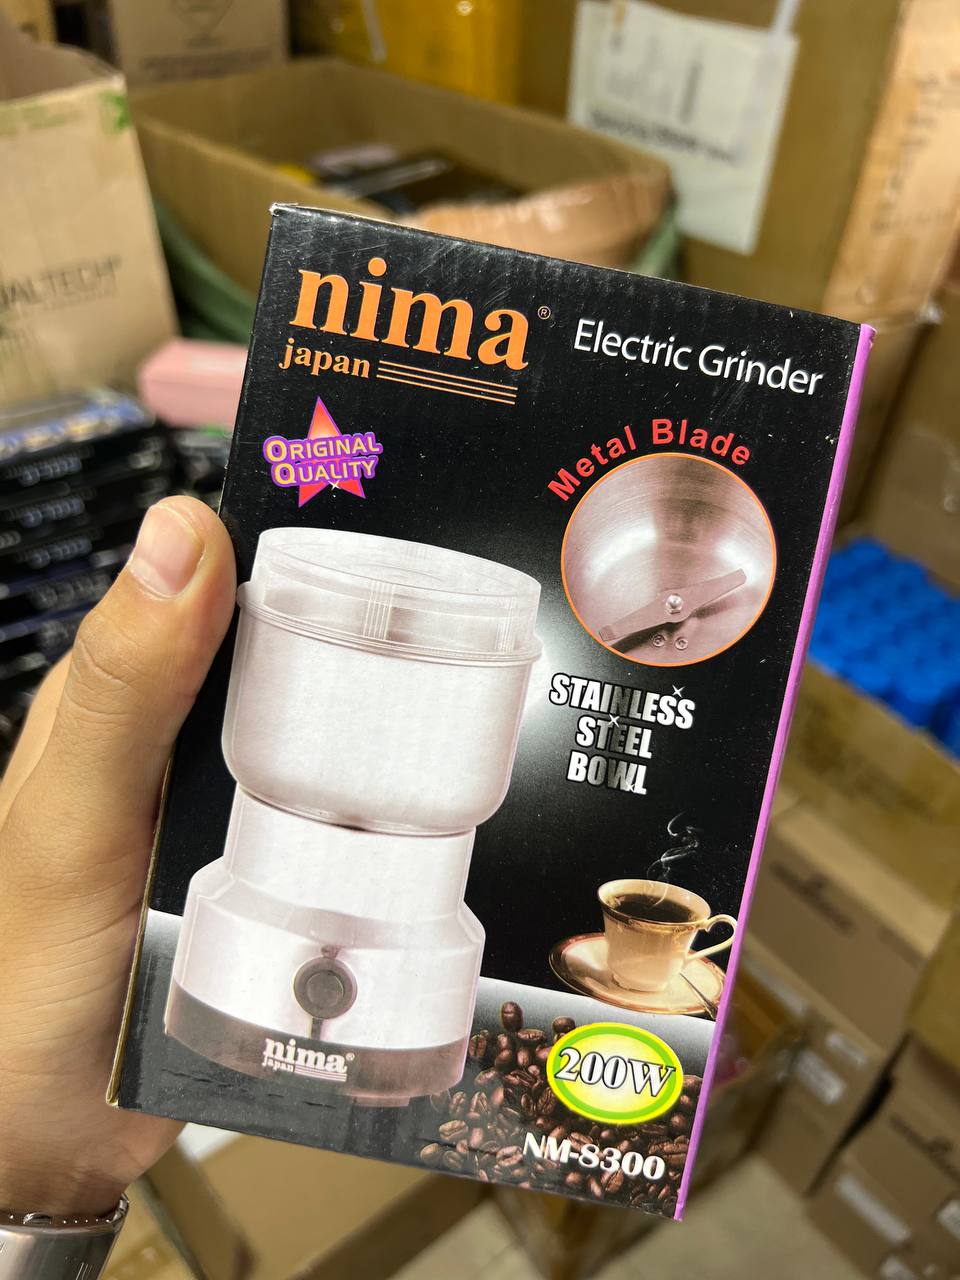 nima®
japan
Electric Grinder
ORIGINAL
QUALITY
Metal Blade
STAINLESS
STEEL
BOWL
nima®
japan
200W
NM-8300